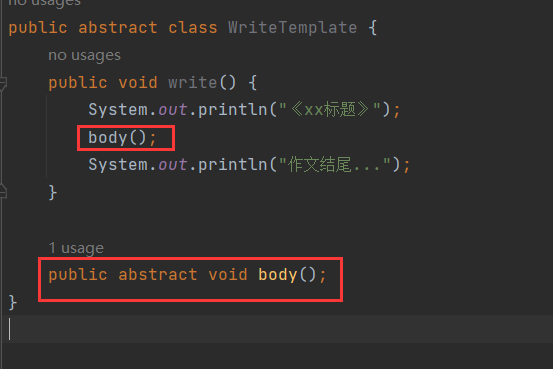 no usages
public abstract class WriteTemplate {
no usages
public void write() {
System.out.println("《xx标题》");
body();
System.out.println("作文结尾...");
}
1 usage
public abstract void body();
}